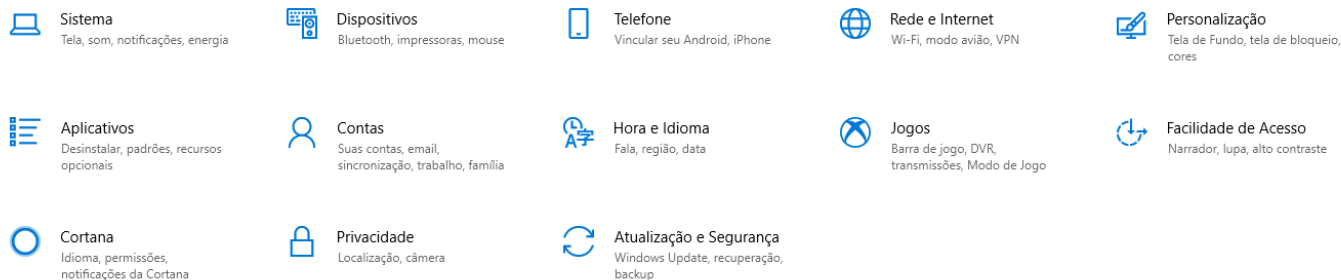 Sistema
Tela, som, notificações, energia
Dispositivos
Bluetooth, impressoras, mouse
Telefone
Vincular seu Android, iPhone
Rede e Internet
Wi-Fi, modo avião, VPN
Personalização
Tela de Fundo, tela de bloqueio,
cores
Aplicativos
Desinstalar, padrões, recursos
opcionais
Contas
Suas contas, email,
sincronização, trabalho, família
Hora e Idioma
Fala, região, data
Jogos
Barra de jogo, DVR,
transmissões, Modo de Jogo
Facilidade de Acesso
Narrador, lupa, alto contraste
Cortana
Idioma, permissões,
notificações da Cortana
Privacidade
Localização, câmera
Atualização e Segurança
Windows Update, recuperação,
backup